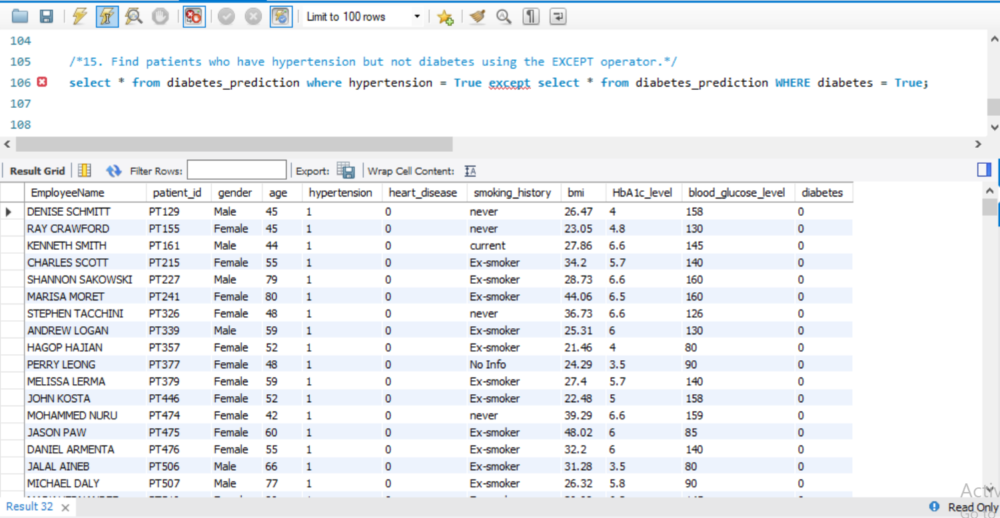 Limit to 100 rows
104
105 /*15. Find patients who have hypertension but not diabetes using the EXCEPT operator.*/
106 select * from diabetes_prediction where hypertension = True except select * from diabetes_prediction WHERE diabetes = True;
107
108
Result Grid Filter Rows: Export: Wrap Cell Content:
EmployeeName patient_id gender age hypertension heart_disease smoking_history bmi HbA1c_level blood_glucose_level diabetes
DENISE SCHMITT PT129 Male 45 1 0 never 26.47 4 158 0
RAY CRAWFORD PT155 Female 45 1 0 never 23.05 4.8 130 0
KENNETH SMITH PT161 Male 44 1 0 current 27.86 6.6 145 0
CHARLES SCOTT PT215 Female 55 1 0 Ex-smoker 34.2 5.7 140 0
SHANNON SAKOWSKI PT227 Male 79 1 0 Ex-smoker 28.73 6.6 160 0
MARISA MORET PT241 Female 80 1 0 Ex-smoker 44.06 6.5 160 0
STEPHEN TACCHINI PT326 Female 48 1 0 never 36.73 6.6 126 0
ANDREW LOGAN PT339 Male 59 1 0 Ex-smoker 25.31 6 130 0
HAGOP HAJIAN PT357 Female 52 1 0 Ex-smoker 21.46 4 80 0
PERRY LEONG PT377 Female 48 1 0 No Info 24.29 3.5 90 0
MELISSA LERMA PT379 Female 59 1 0 Ex-smoker 27.4 5.7 140 0
JOHN KOSTA PT446 Female 52 1 0 Ex-smoker 22.48 5 158 0
MOHAMMED NURU PT474 Female 42 1 0 never 39.29 6.6 159 0
JASON PAW PT475 Female 60 1 0 Ex-smoker 48.02 6 85 0
DANIEL ARMENTA PT476 Female 55 1 0 Ex-smoker 32.2 6 140 0
JALAL AINEB PT506 Male 66 1 0 Ex-smoker 31.28 3.5 80 0
MICHAEL DALY PT507 Male 77 1 0 Ex-smoker 26.32 5.8 90 0
Activ
Result 32 Read Only
Go to